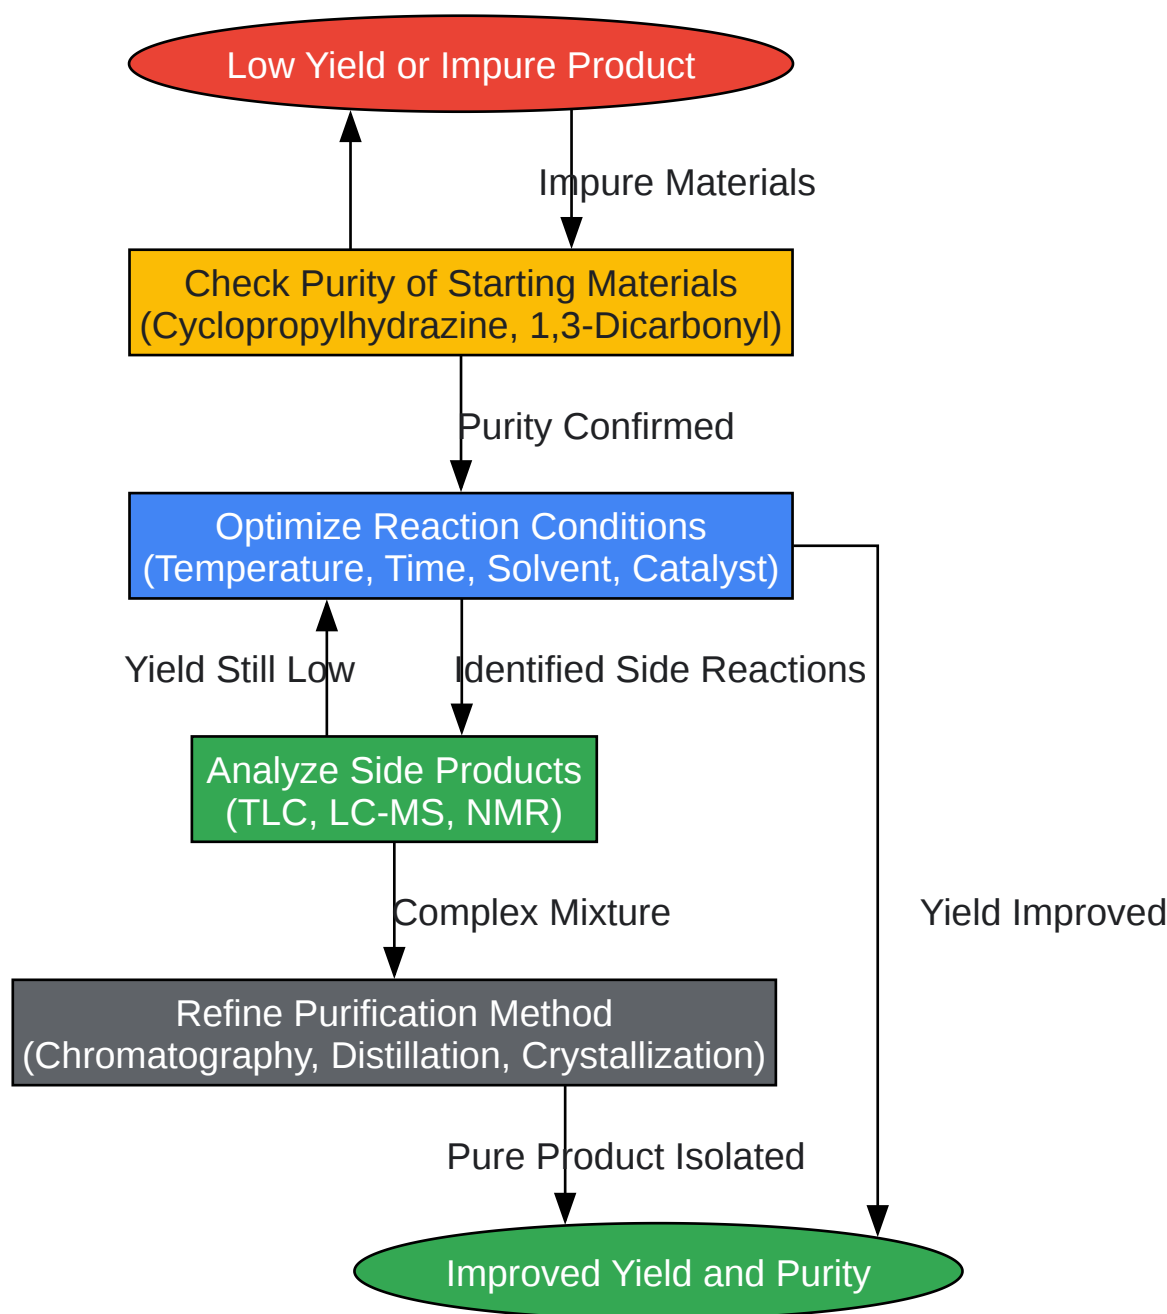 Low Yield or Impure Product
Impure Materials
Check Purity of Starting Materials
(Cyclopropylhydrazine, 1,3-Dicarbonyl)
Purity Confirmed
Optimize Reaction Conditions
(Temperature, Time, Solvent, Catalyst)
Yield Still Low
Identified Side Reactions
Analyze Side Products
(TLC, LC-MS, NMR)
Complex Mixture
Yield Improved
Refine Purification Method
(Chromatography, Distillation, Crystallization)
Pure Product Isolated
Improved Yield and Purity